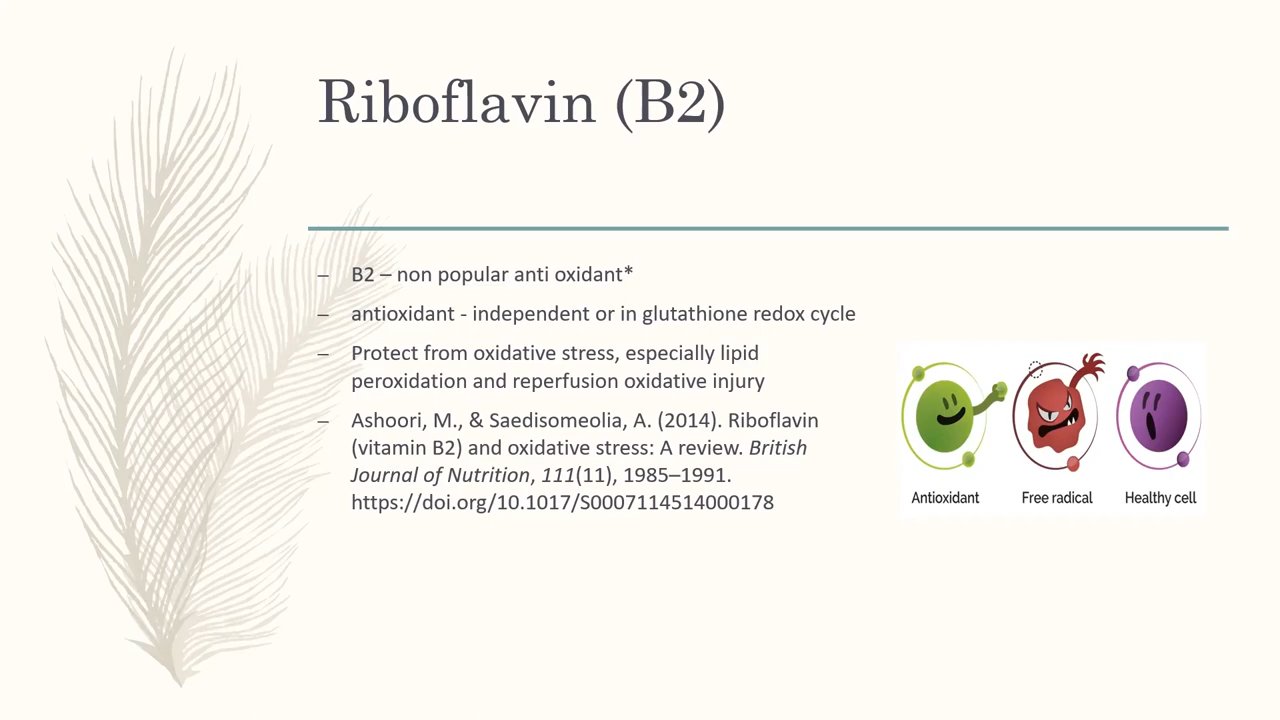 Riboflavin (B2)
– B2 – non popular anti oxidant*
– antioxidant - independent or in glutathione redox cycle
– Protect from oxidative stress, especially lipid
peroxidation and reperfusion oxidative injury
– Ashoori, M., & Saedisomeolia, A. (2014). Riboflavin
(vitamin B2) and oxidative stress: A review. British
Journal of Nutrition, 111(11), 1985–1991.
https://doi.org/10.1017/S0007114514000178
Antioxidant Free radical Healthy cell